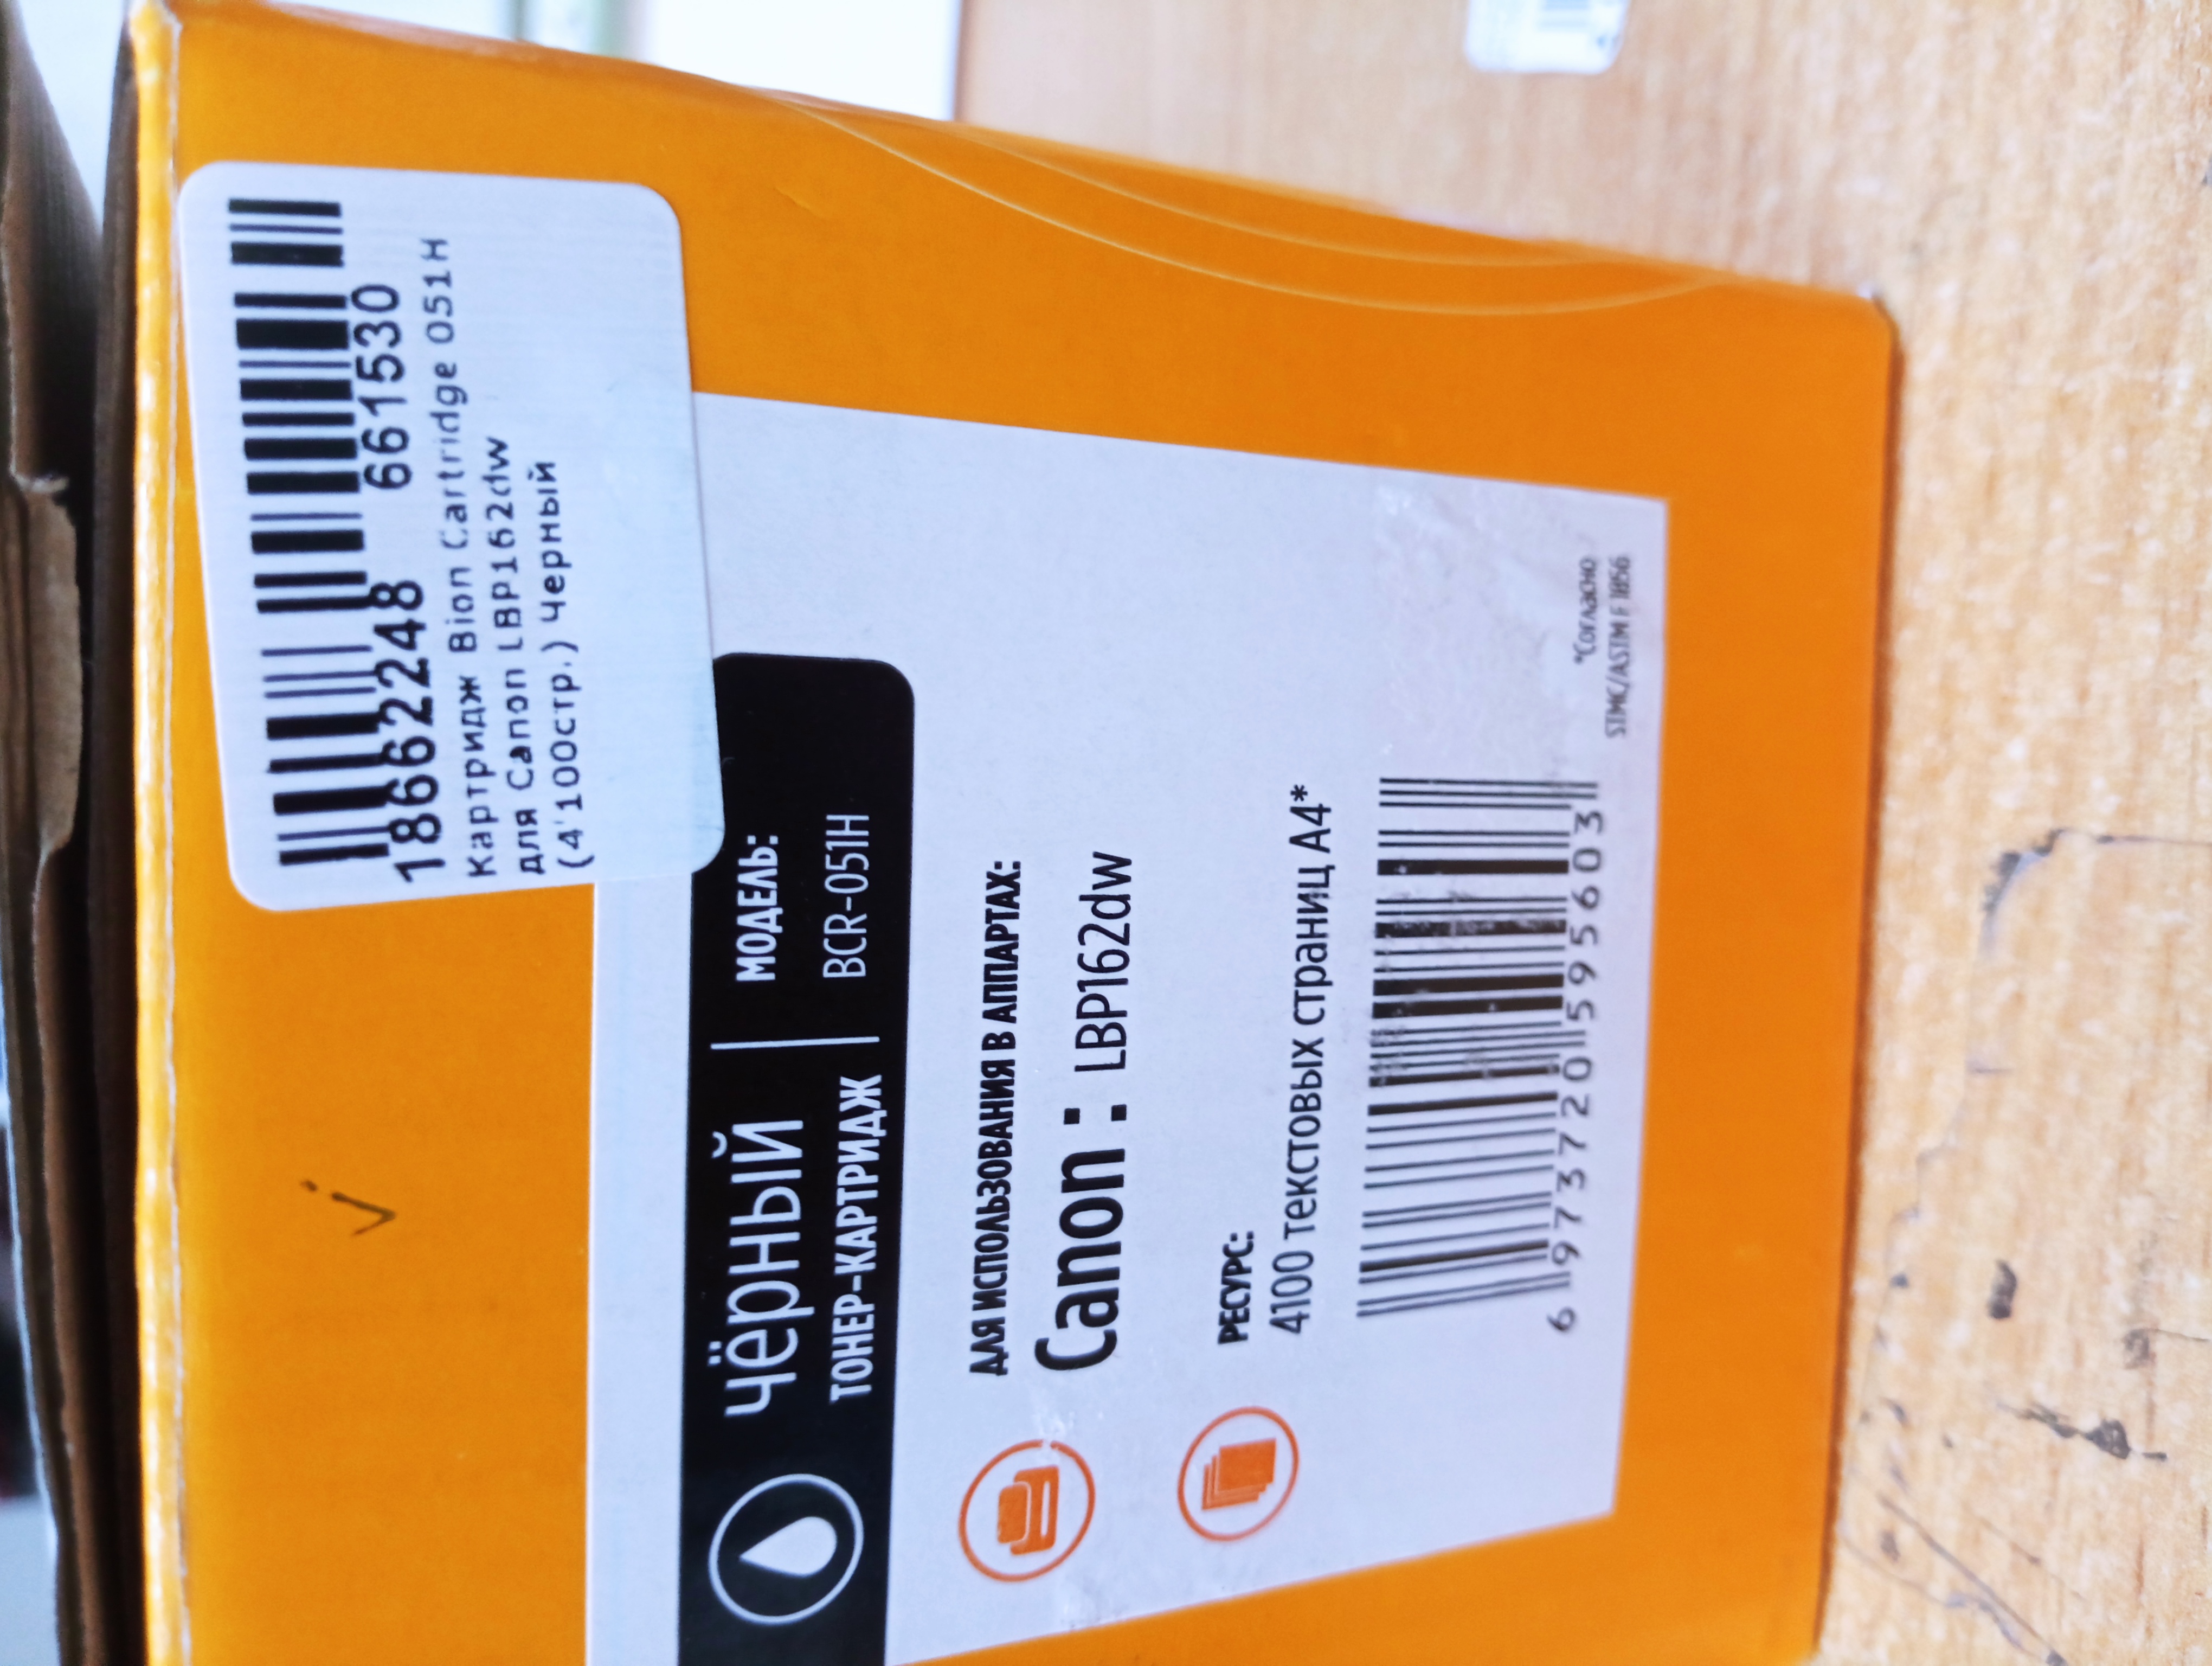 18662248 661530
Картридж Bion Cartridge 051H
для Canon LBP162dw
(4'100стр.) Черный
чёрный
ТОНЕР-КАРТРИДЖ
МОДЕЛЬ:
BCR-051H
ДЛЯ ИСПОЛЬЗОВАНИЯ В АППАРТАХ:
Canon : LBP162dw
РЕСУРС:
4100 текстовых страниц А4*
6 973720 595603
*Согласно
STMC/ASTM F 1856